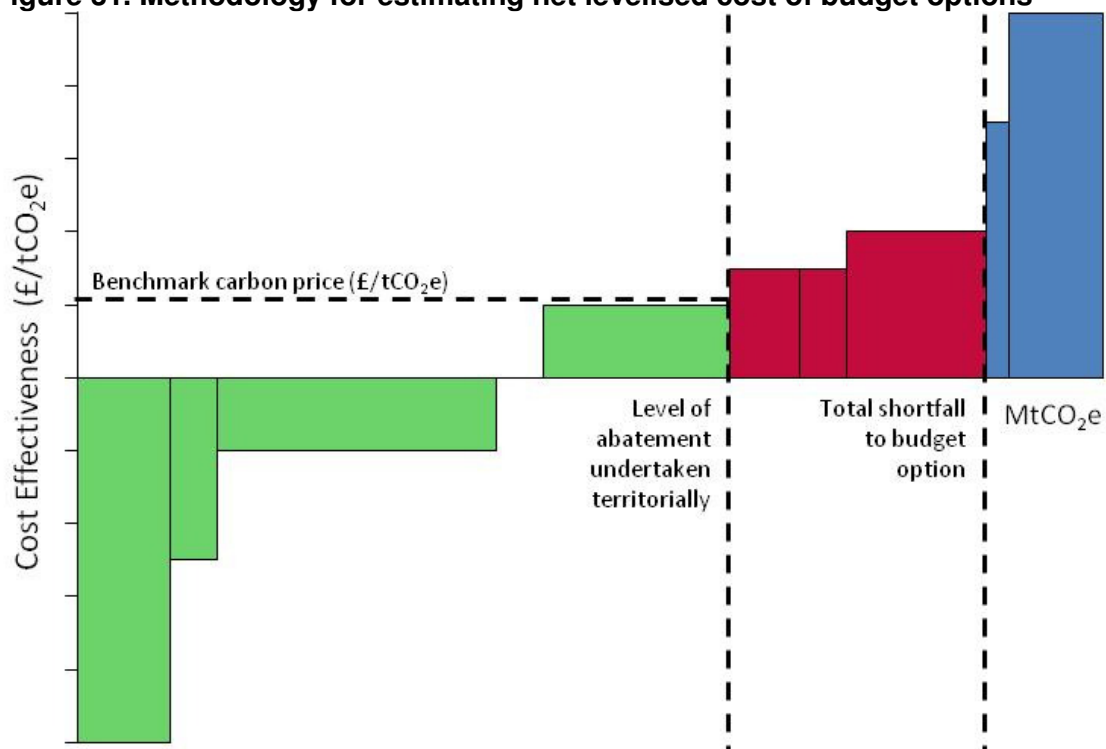 igure 31: Methodology for estimating net levelised cost of budget options
Cost Effectiveness (£/tCO₂e)
Benchmark carbon price (£/tCO₂e)
Level of
abatement
undertaken
territorially
Total shortfall
to budget
option
MtCO₂e